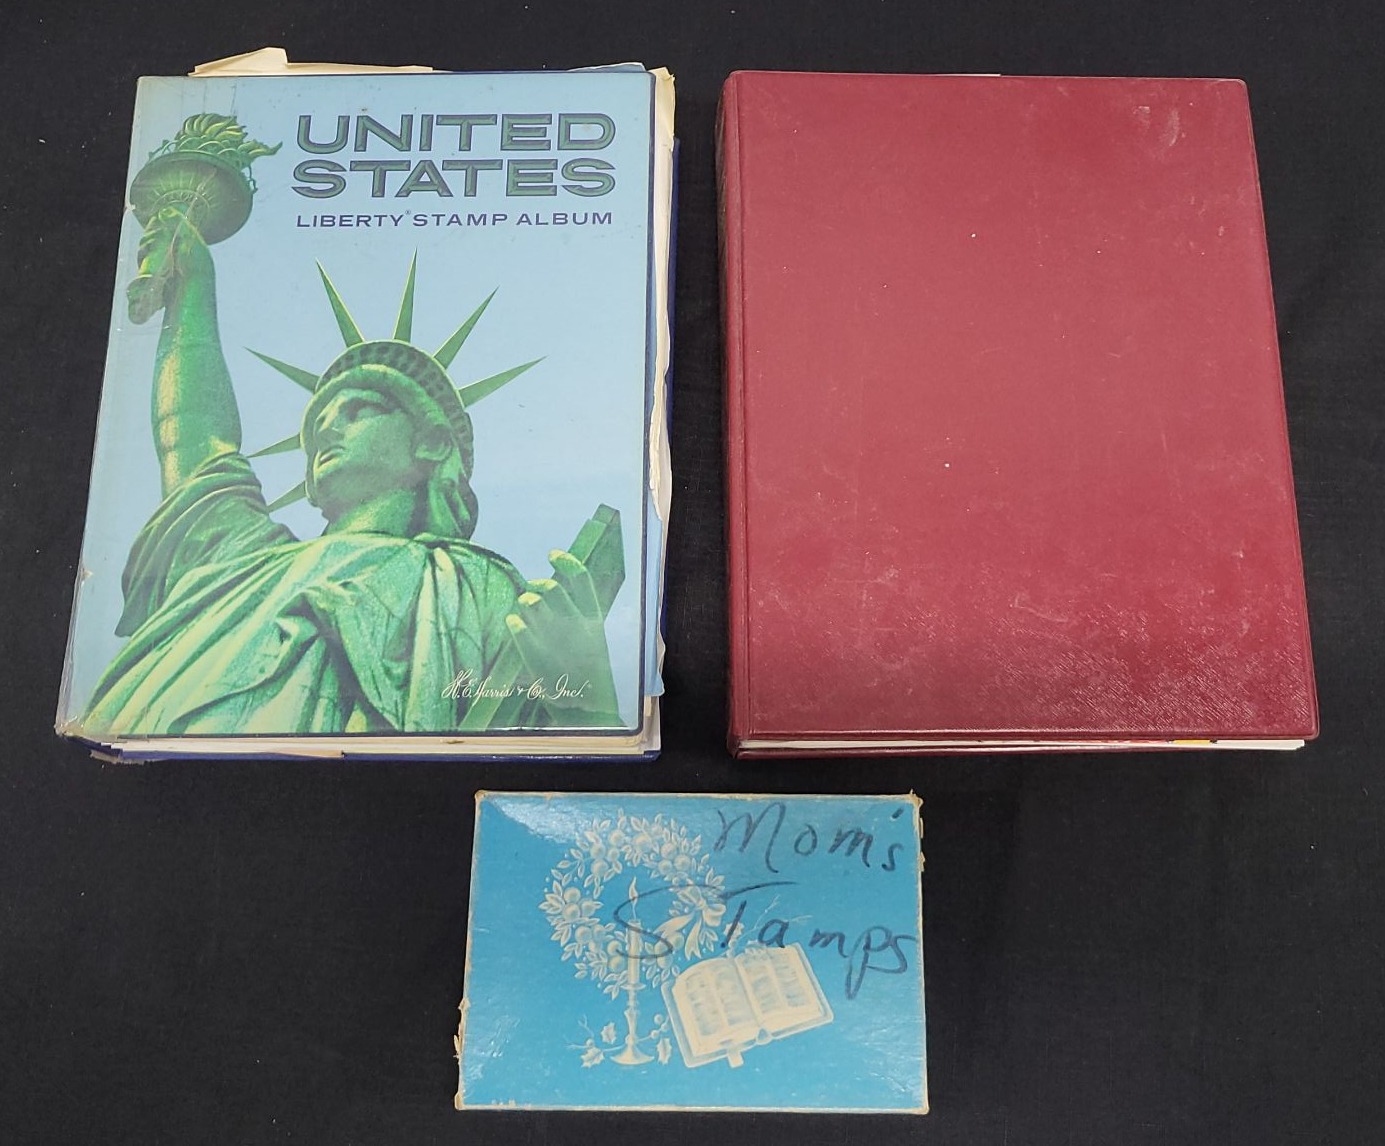 UNITED
STATES
LIBERTY® STAMP ALBUM
H.E. Harris & Co., Inc.
Mom's
Stamps